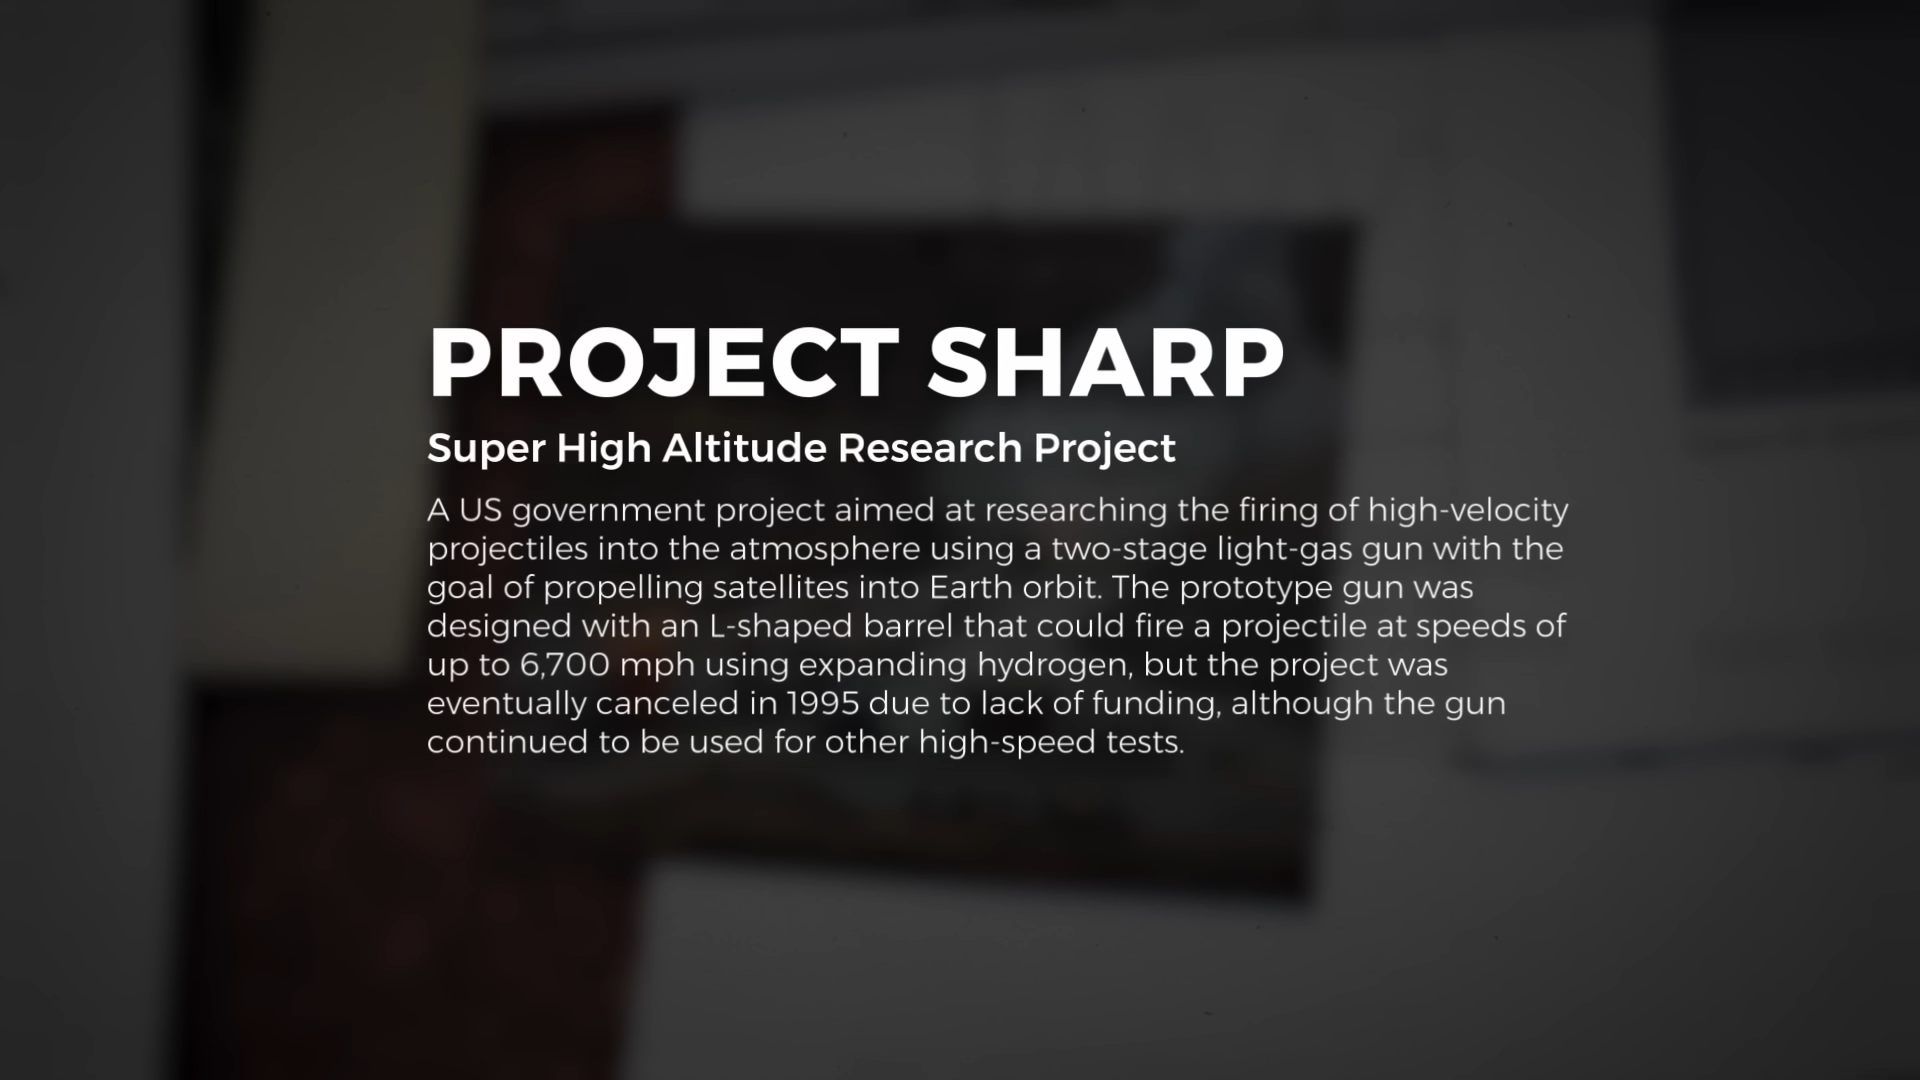 PROJECT SHARP
Super High Altitude Research Project
A US government project aimed at researching the firing of high-velocity
projectiles into the atmosphere using a two-stage light-gas gun with the
goal of propelling satellites into Earth orbit. The prototype gun was
designed with an L-shaped barrel that could fire a projectile at speeds of
up to 6,700 mph using expanding hydrogen, but the project was
eventually canceled in 1995 due to lack of funding, although the gun
continued to be used for other high-speed tests.